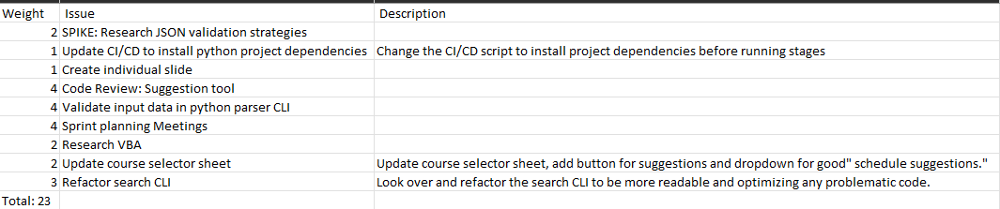 Weight Issue Description
2 SPIKE: Research JSON validation strategies
1 Update CI/CD to install python project dependencies Change the CI/CD script to install project dependencies before running stages
1 Create individual slide
4 Code Review: Suggestion tool
4 Validate input data in python parser CLI
4 Sprint planning Meetings
2 Research VBA
2 Update course selector sheet Update course selector sheet, add button for suggestions and dropdown for good" schedule suggestions."
3 Refactor search CLI Look over and refactor the search CLI to be more readable and optimizing any problematic code.
Total: 23